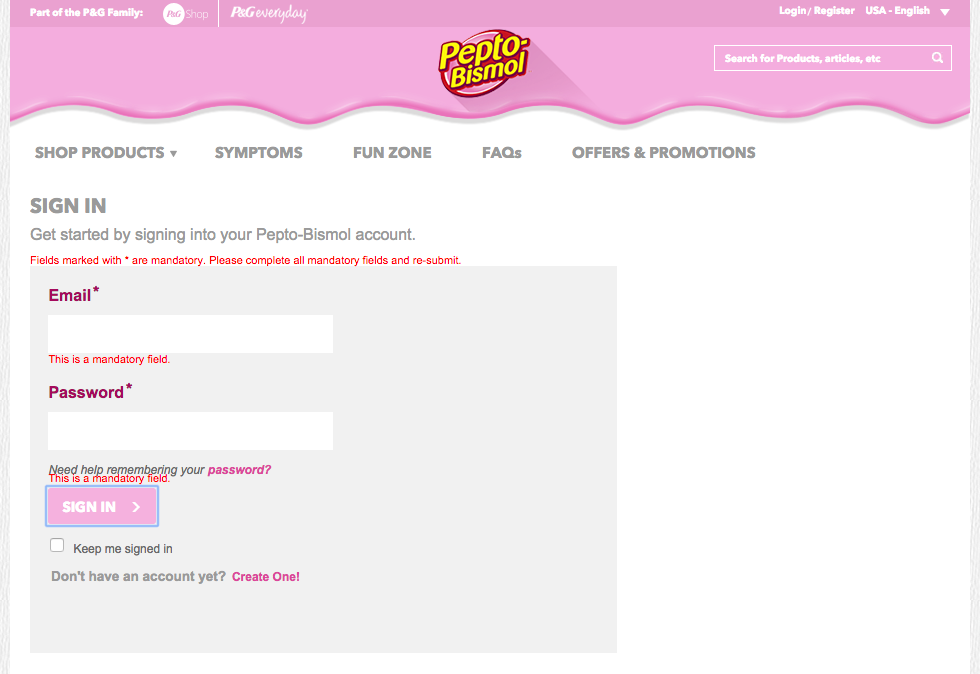 Part of the P&G Family:
P&G Shop
P&G everyday
Login / Register
USA - English
Pepto-
Bismol
Search for Products, articles, etc
SHOP PRODUCTS ▾
SYMPTOMS
FUN ZONE
FAQs
OFFERS & PROMOTIONS
SIGN IN
Get started by signing into your Pepto-Bismol account.
Fields marked with * are mandatory. Please complete all mandatory fields and re-submit.
Email*
This is a mandatory field.
Password*
Need help remembering your password?
This is a mandatory field.
SIGN IN >
Keep me signed in
Don't have an account yet? Create One!